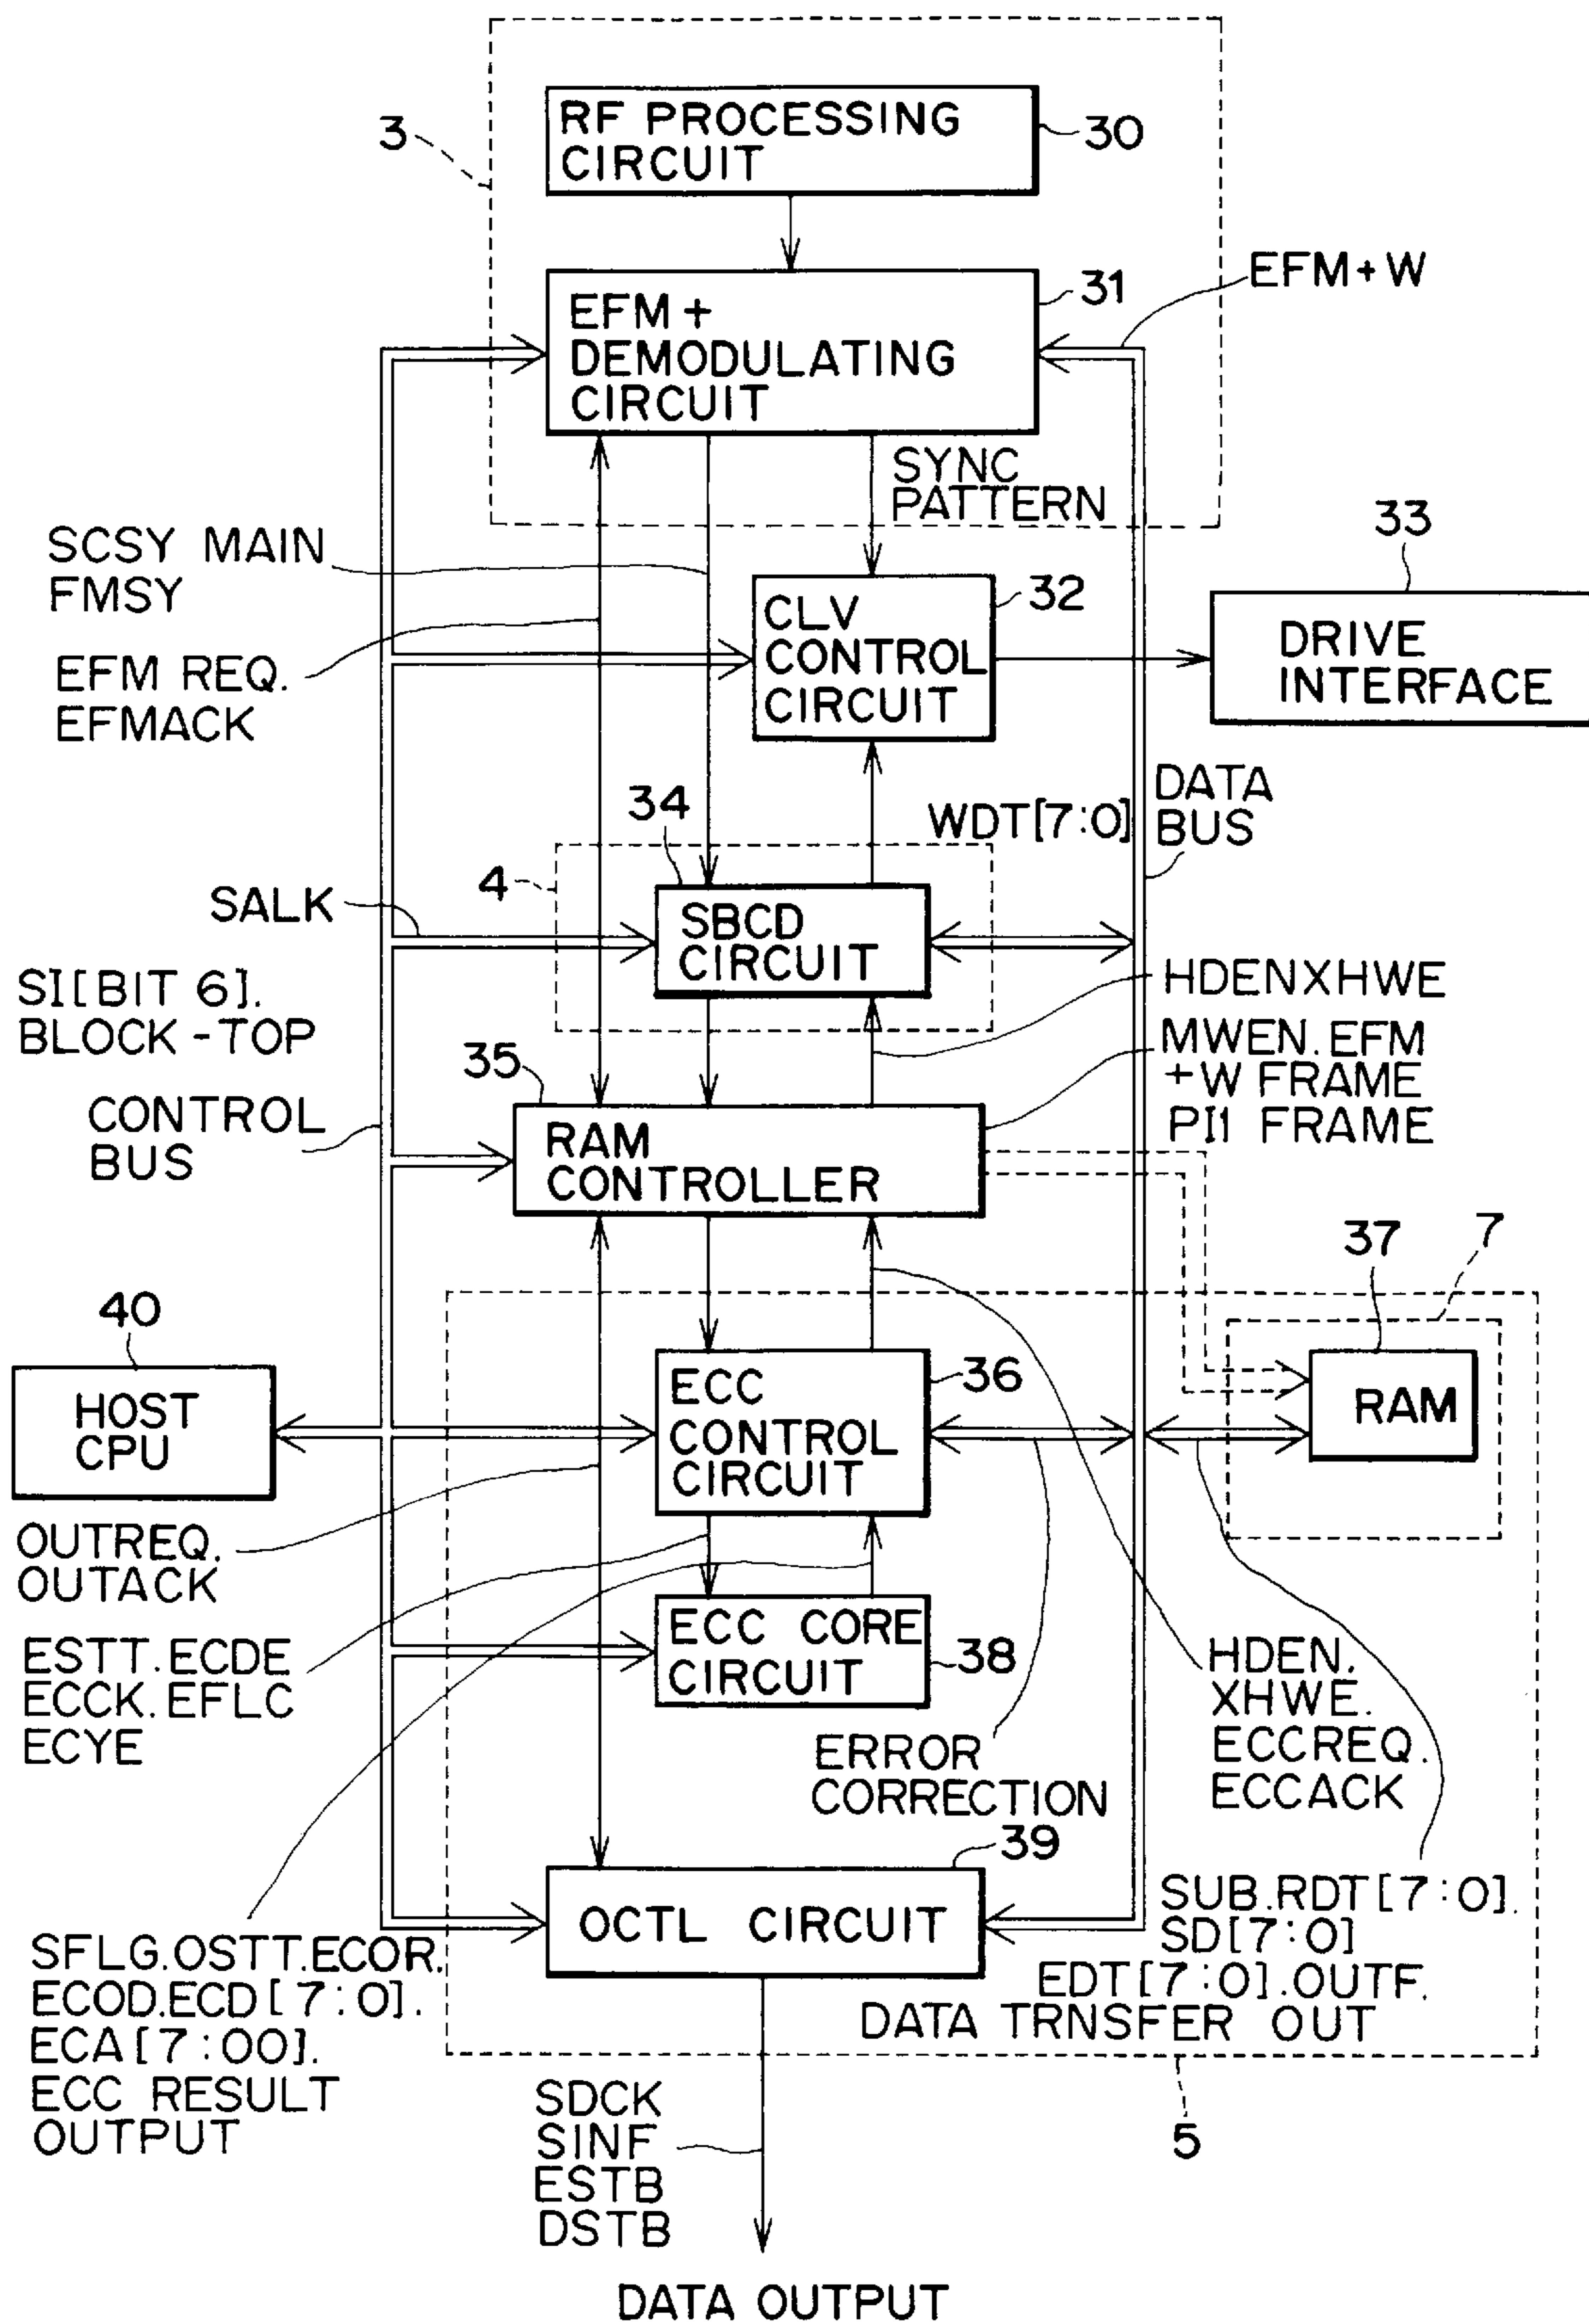 RF PROCESSING
CIRCUIT
30
3
EFM +
DEMODULATING
CIRCUIT
31
EFM+W
SYNC
PATTERN
SCSY MAIN
FMSY
EFM REQ.
EFMACK
CLV
CONTROL
CIRCUIT
32
33
DRIVE
INTERFACE
34
WDT[7:0]
DATA
BUS
4
SALK
SBCD
CIRCUIT
SI[BIT 6].
BLOCK-TOP
HDENXHWE
MWEN.EFM
+W FRAME
PI1 FRAME
35
CONTROL
BUS
RAM
CONTROLLER
37
7
40
HOST
CPU
ECC
CONTROL
CIRCUIT
36
RAM
OUTREQ.
OUTACK
ECC CORE
CIRCUIT
38
ESTT.ECDE
ECCK.EFLC
ECYE
HDEN.
XHWE.
ECCREQ.
ECCACK
ERROR
CORRECTION
39
OCTL CIRCUIT
SUB.RDT[7:0].
SD[7:0]
EDT[7:0].OUTF.
DATA TRNSFER OUT
SFLG.OSTT.ECOR.
ECOD.ECD[7:0].
ECA[7:00].
ECC RESULT
OUTPUT
5
SDCK
SINF
ESTB
DSTB
DATA OUTPUT